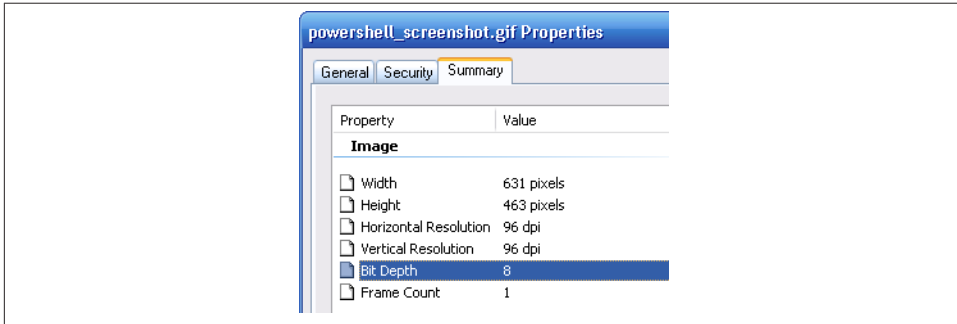 powershell_screenshot.gif Properties
General Security Summary
Property Value
Image
Width 631 pixels
Height 463 pixels
Horizontal Resolution 96 dpi
Vertical Resolution 96 dpi
Bit Depth 8
Frame Count 1